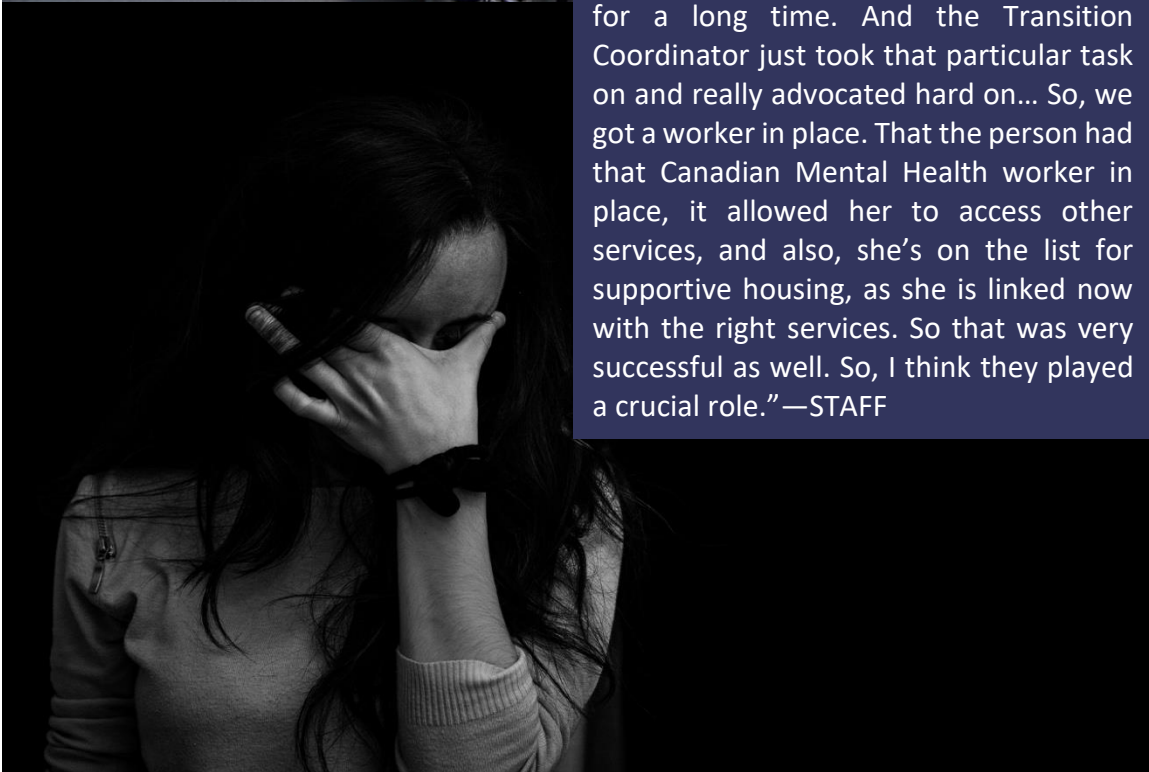 for a long time. And the Transition
Coordinator just took that particular task
on and really advocated hard on… So, we
got a worker in place. That the person had
that Canadian Mental Health worker in
place, it allowed her to access other
services, and also, she’s on the list for
supportive housing, as she is linked now
with the right services. So that was very
successful as well. So, I think they played
a crucial role.”—STAFF